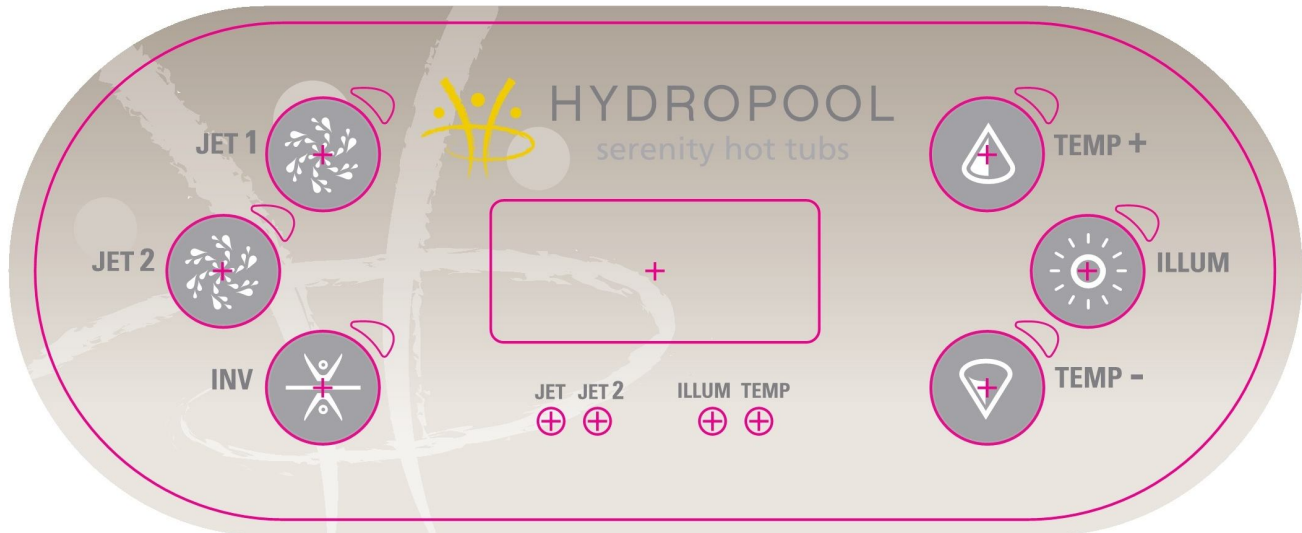 HYDROPOOL
serenity hot tubs
JET 1
TEMP +
JET 2
ILLUM
INV
TEMP -
JET JET 2 ILLUM TEMP